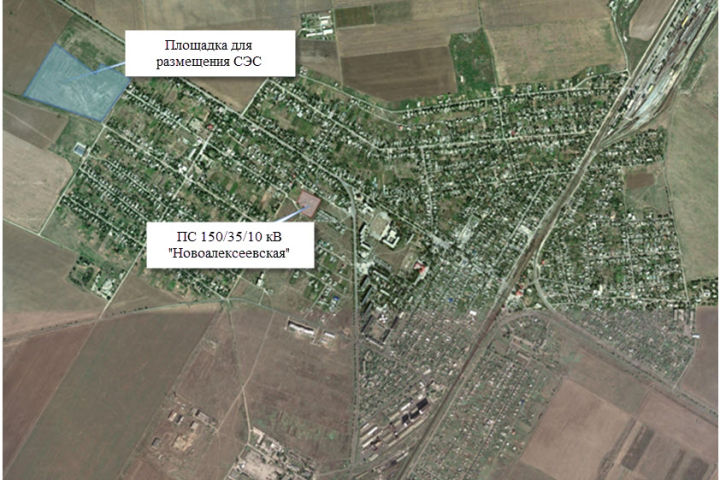 Площадка для
размещения СЭС
ПС 150/35/10 кВ
"Новоалексеевская"